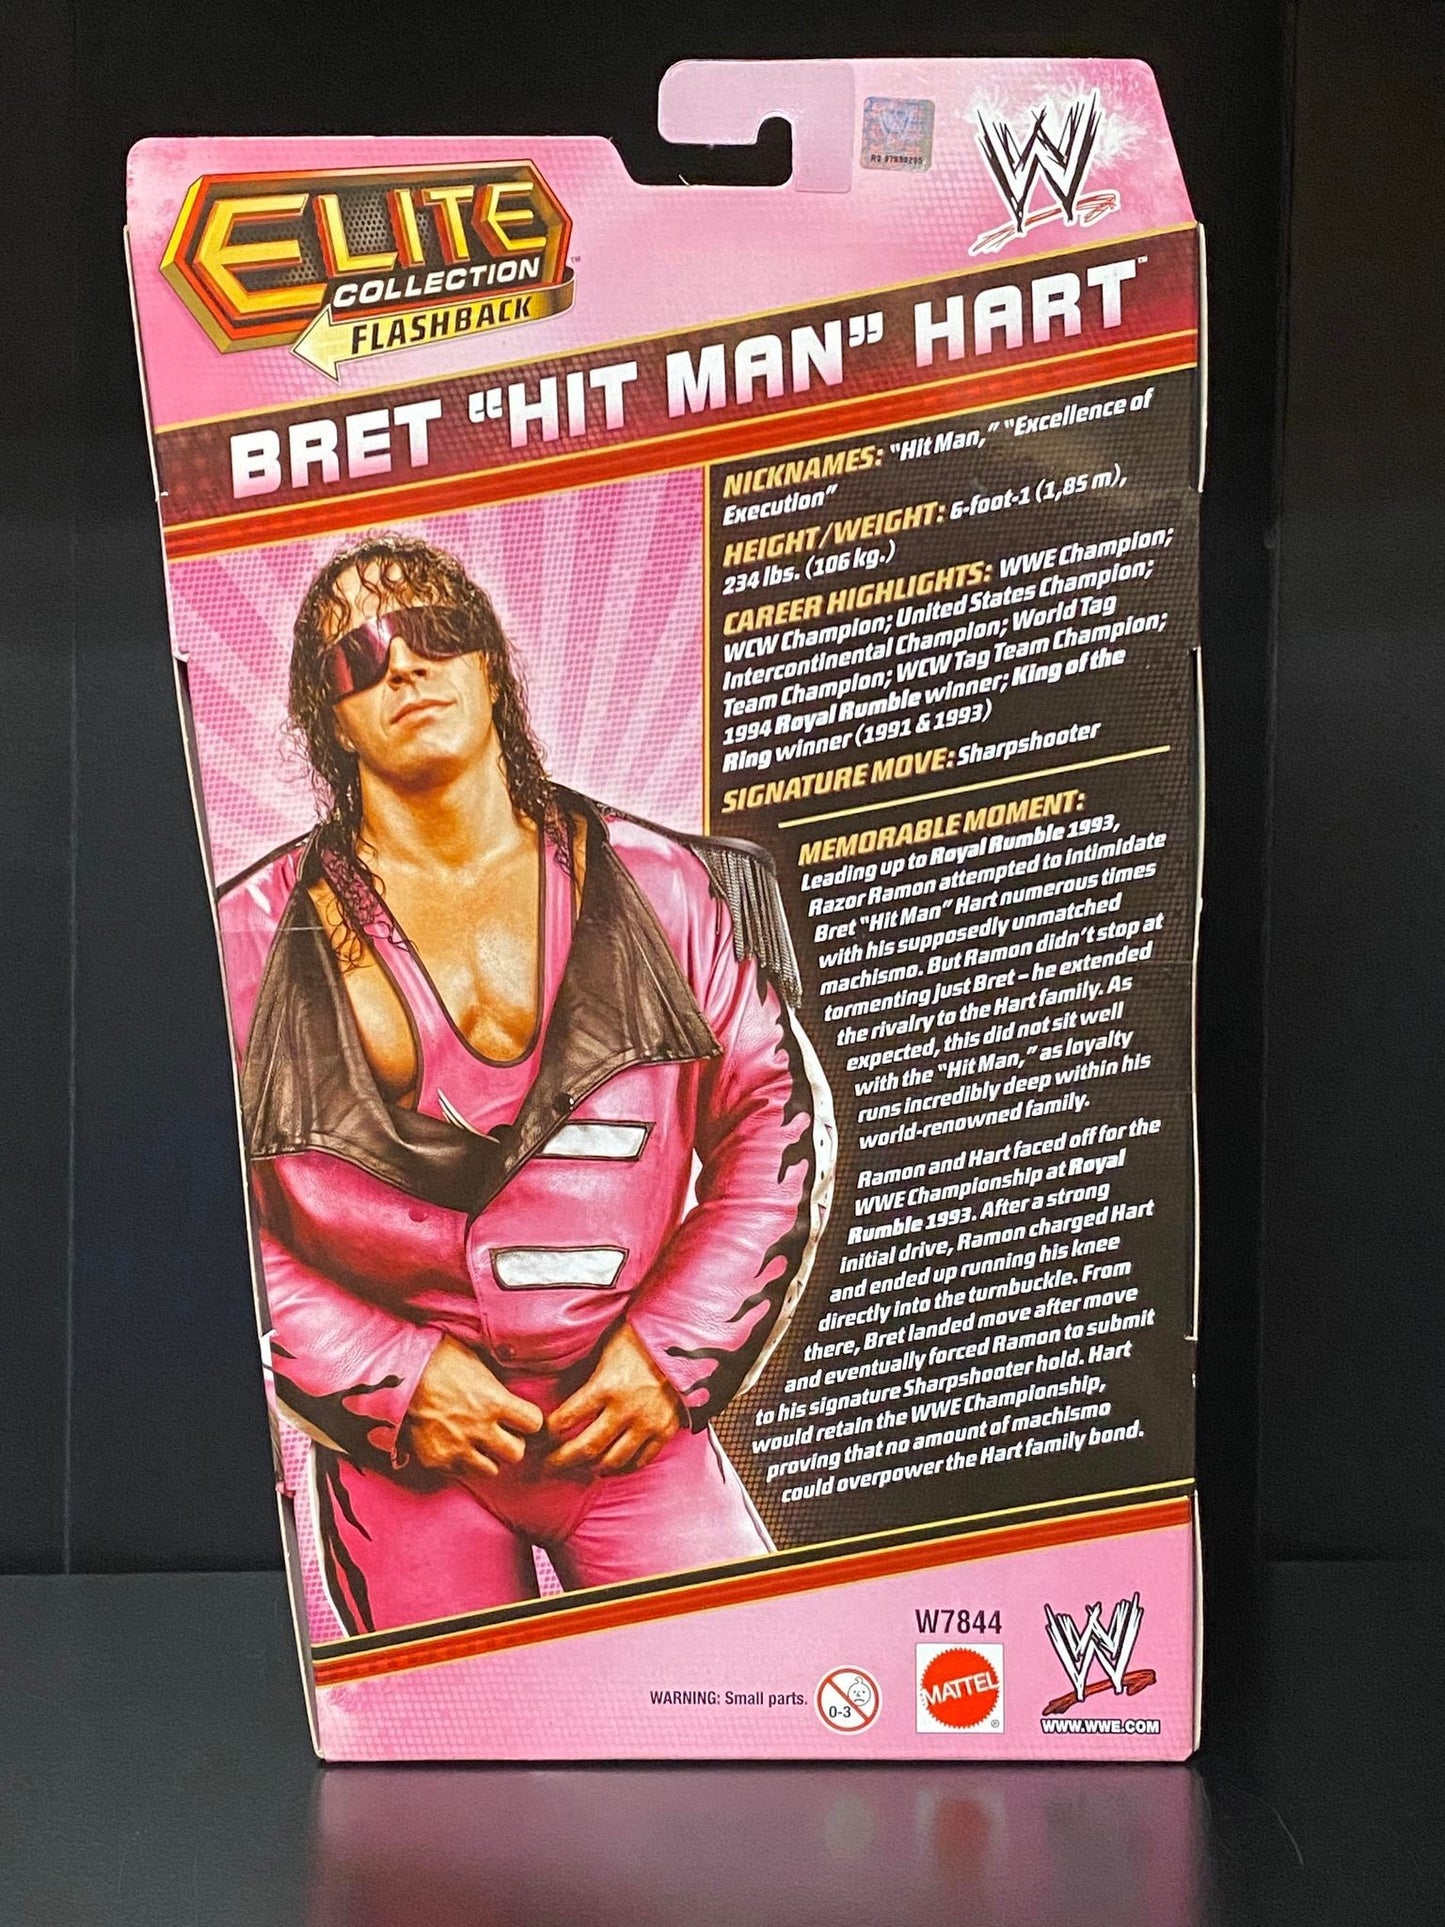 ELITE
COLLECTION
FLASHBACK
W
BRET "HIT MAN" HART™
NICKNAMES: "Hit Man," "Excellence of
Execution"
HEIGHT/WEIGHT: 6-foot-1 (1,85 m),
234 lbs. (106 kg.)
CAREER HIGHLIGHTS: WWE Champion;
WCW Champion; United States Champion;
Intercontinental Champion; World Tag
Team Champion; WCW Tag Team Champion;
1994 Royal Rumble winner; King of the
Ring winner (1991 & 1993)
SIGNATURE MOVE: Sharpshooter
MEMORABLE MOMENT:
Leading up to Royal Rumble 1993,
Razor Ramon attempted to intimidate
Bret "Hit Man" Hart numerous times
with his supposedly unmatched
machismo. But Ramon didn't stop at
tormenting just Bret – he extended
the rivalry to the Hart family. As
expected, this did not sit well
with the "Hit Man," as loyalty
runs incredibly deep within his
world-renowned family.
Ramon and Hart faced off for the
WWE Championship at Royal
Rumble 1993. After a strong
initial drive, Ramon charged Hart
and ended up running his knee
directly into the turnbuckle. From
there, Bret landed move after move
and eventually forced Ramon to submit
to his signature Sharpshooter hold. Hart
would retain the WWE Championship,
proving that no amount of machismo
could overpower the Hart family bond.
W7844
WARNING: Small parts.
0-3
MATTEL
®
W
WWW.WWE.COM